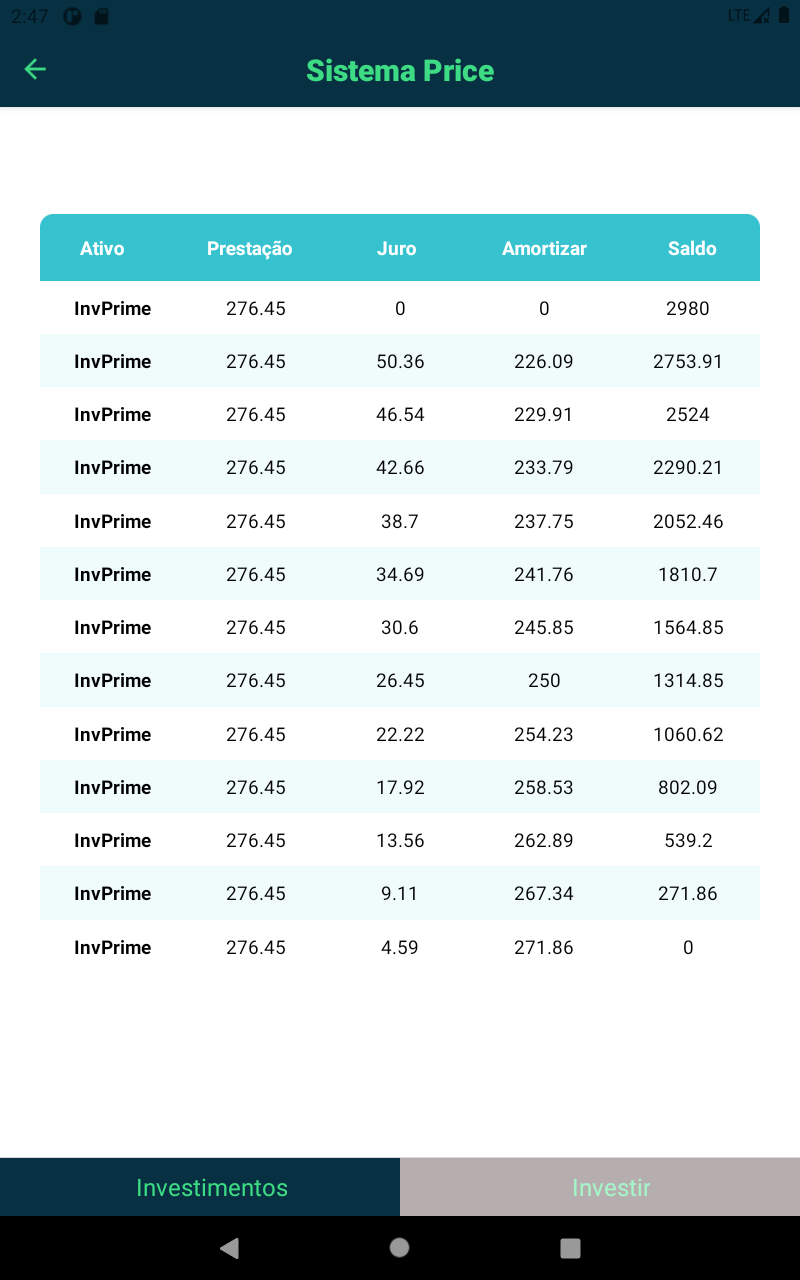 2:47 LTE
Sistema Price
Ativo Prestação Juro Amortizar Saldo
InvPrime 276.45 0 0 2980
InvPrime 276.45 50.36 226.09 2753.91
InvPrime 276.45 46.54 229.91 2524
InvPrime 276.45 42.66 233.79 2290.21
InvPrime 276.45 38.7 237.75 2052.46
InvPrime 276.45 34.69 241.76 1810.7
InvPrime 276.45 30.6 245.85 1564.85
InvPrime 276.45 26.45 250 1314.85
InvPrime 276.45 22.22 254.23 1060.62
InvPrime 276.45 17.92 258.53 802.09
InvPrime 276.45 13.56 262.89 539.2
InvPrime 276.45 9.11 267.34 271.86
InvPrime 276.45 4.59 271.86 0
Investimentos Investir